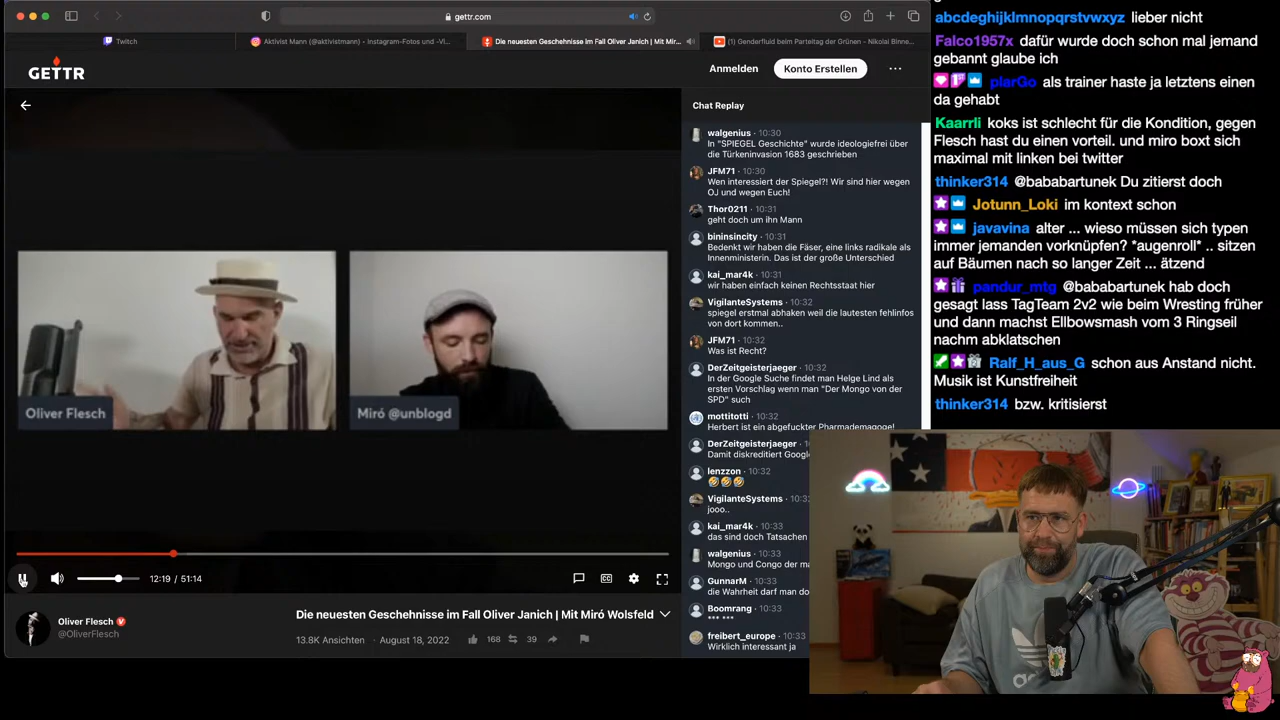 gettr.com
Twitch
Aktivist Mann (@aktivistmann) • Instagram-Fotos und -Vi...
Die neuesten Geschehnisse im Fall Oliver Janich | Mit Mir...
(1) Genderfluid beim Parteitag der Grünen - Nikolai Binne...
GETTR
Anmelden
Konto Erstellen
Chat Replay
walgenius · 10:30
In "SPIEGEL Geschichte" wurde ideologiefrei über
die Türkeninvasion 1683 geschrieben
JFM71 · 10:30
Wen interessiert der Spiegel?! Wir sind hier wegen
OJ und wegen Euch!
Thor0211 · 10:31
geht doch um ihn Mann
bininsincity · 10:31
Bedenkt wir haben die Fäser, eine links radikale als
Innenministerin. Das ist der große Unterschied
kai_mar4k · 10:31
wir haben einfach keinen Rechtsstaat hier
VigilanteSystems · 10:32
spiegel erstmal abhaken weil die lautesten fehlinfos
von dort kommen..
JFM71 · 10:32
Was ist Recht?
DerZeitgeisterjaeger · 10:32
In der Google Suche findet man Helge Lind als
ersten Vorschlag wenn man "Der Mongo von der
SPD" such
mottitotti · 10:32
Herbert ist ein abgefuckter Pharmademagoge!
DerZeitgeisterjaeger · 10:3
Damit diskreditiert Googl
lenzzon · 10:32
🤣🤣🤣
VigilanteSystems · 10:3
jooo..
kai_mar4k · 10:33
das sind doch Tatsachen
walgenius · 10:33
Mongo und Congo der ma
GunnarM · 10:33
die Wahrheit darf man do
Boomrang · 10:33
*** ***
freibert_europe · 10:33
Wirklich interessant ja
Oliver Flesch
Miró @unblogd
12:19 / 51:14
Oliver Flesch
@OliverFlesch
Die neuesten Geschehnisse im Fall Oliver Janich | Mit Miró Wolsfeld
13.8K Ansichten · August 18, 2022
168
39
abcdeghijklmnopqrstvwxyz lieber nicht
Falco1957x dafür wurde doch schon mal jemand
gebannt glaube ich
plarGo als trainer haste ja letztens einen
da gehabt
Kaarrli koks ist schlecht für die Kondition, gegen
Flesch hast du einen vorteil. und miro boxt sich
maximal mit linken bei twitter
thinker314 @bababartunek Du zitierst doch
Jotunn_Loki im kontext schon
javavina alter ... wieso müssen sich typen
immer jemanden vorknüpfen? *augenroll* .. sitzen
auf Bäumen nach so langer Zeit ... ätzend
pandur_mtg @bababartunek hab doch
gesagt lass TagTeam 2v2 wie beim Wresting früher
und dann machst Ellbowsmash vom 3 Ringseil
nachm abklatschen
Ralf_H_aus_G schon aus Anstand nicht.
Musik ist Kunstfreiheit
thinker314 bzw. kritisierst
adidas